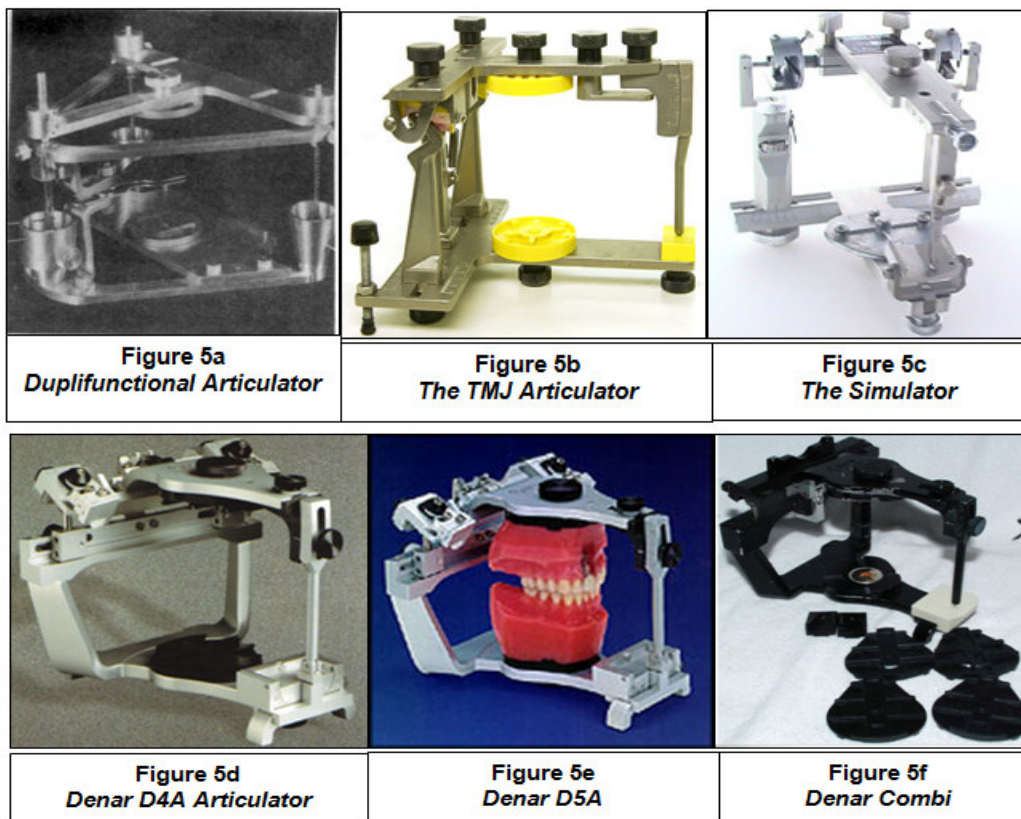 Figure 5a
Duplifunctional Articulator
Figure 5b
The TMJ Articulator
Figure 5c
The Simulator
Figure 5d
Denar D4A Articulator
Figure 5e
Denar D5A
Figure 5f
Denar Combi